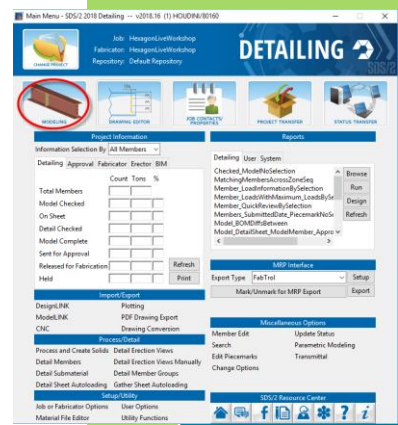 Main Menu - SDS/2 2018 Detailing -- v2018.16 (1) HOUDINI/80160
Job: HexagonLiveWorkshop
Fabricator: HexagonLiveWorkshop
Repository: Default Repository
CHANGE PROJECT
DETAILING
SDS/2
MODELING
DRAWING EDITOR
JOB CONTACTS/
PROPERTIES
PROJECT TRANSFER
STATUS TRANSFER
Project Information
Information Selection By All Members
Detailing Approval Fabricator Erector BIM
Count Tons %
Total Members
Model Checked
On Sheet
Detail Checked
Model Complete
Sent for Approval
Released for Fabrication Refresh
Held Print
Reports
Detailing User System
Checked_ModelNoSelection
MatchingMembersAcrossZoneSeq
Member_LoadInformationBySelection
Member_LoadsWithMaximum_LoadsBySe
Member_QuickReviewBySelection
Members_SubmittedDate_PiecemarkNoS
Model_BOMDiffsBetween
Model_DetailSheet_ModelMember_Appro
Browse
Run
Design
Refresh
MRP Interface
Export Type FabTrol Setup
Mark/Unmark for MRP Export Export
Import/Export
DesignLINK Plotting
ModelLINK PDF Drawing Export
CNC Drawing Conversion
Process/Detail
Process and Create Solids Detail Erection Views
Detail Members Detail Erection Views Manually
Detail Submaterial Detail Member Groups
Detail Sheet Autoloading Gather Sheet Autoloading
Setup/Utility
Job or Fabricator Options User Options
Material File Editor Utility Functions
Miscellaneous Options
Member Edit Update Status
Search Parametric Modeling
Edit Piecemarks Transmittal
Change Options
SDS/2 Resource Center